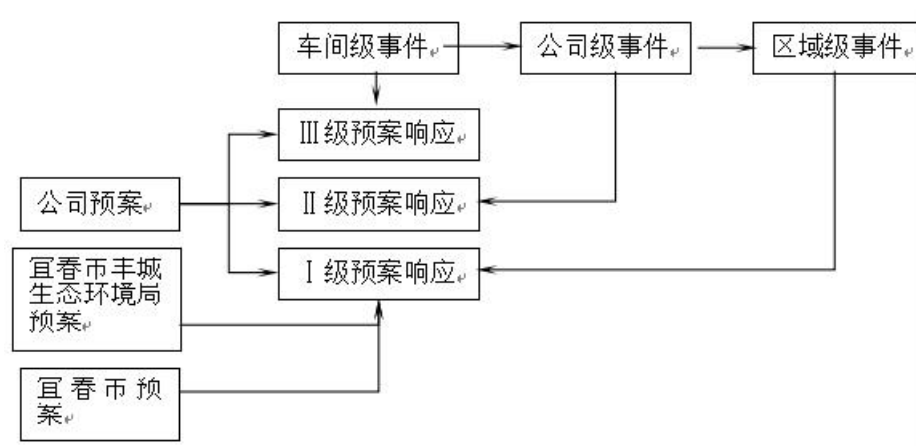 车间级事件
公司级事件
区域级事件
Ⅲ级预案响应
公司预案
Ⅱ级预案响应
宜春市丰城
生态环境局
预案
Ⅰ级预案响应
宜春市预
案